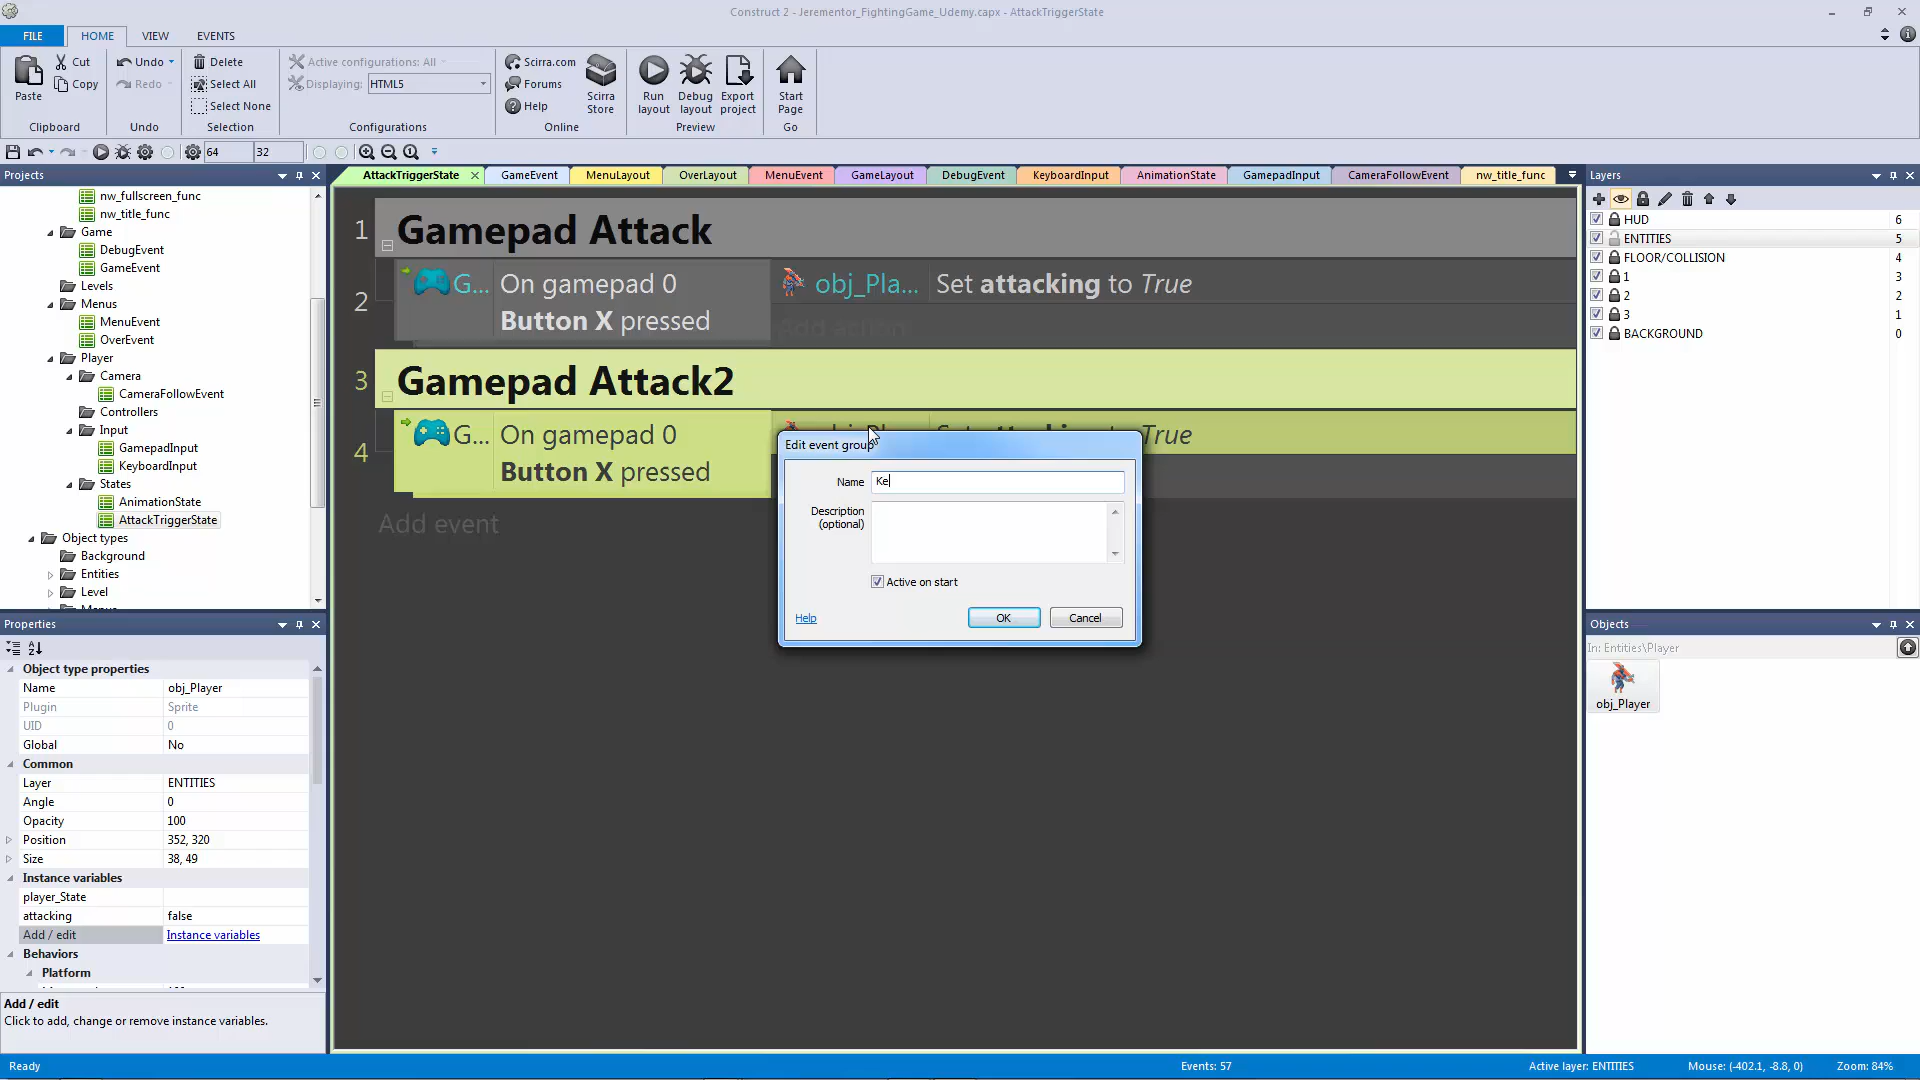 Construct 2 - Jerementor_FightingGame_Udemy.capx - AttackTriggerState
FILE
HOME
VIEW
EVENTS
Paste
Cut
Copy
Clipboard
Undo
Redo
Undo
Delete
Select All
Select None
Selection
Active configurations: All
Displaying:
HTML5
Configurations
Scirra.com
Forums
Help
Online
Scirra Store
Run layout
Debug layout
Export project
Preview
Start Page
Go
64
32
Projects
nw_fullscreen_func
nw_title_func
Game
DebugEvent
GameEvent
Levels
Menus
MenuEvent
OverEvent
Player
Camera
CameraFollowEvent
Controllers
Input
GamepadInput
KeyboardInput
States
AnimationState
AttackTriggerState
Object types
Background
Entities
Level
Properties
Object type properties
Name obj_Player
Plugin Sprite
UID 0
Global No
Common
Layer ENTITIES
Angle 0
Opacity 100
Position 352, 320
Size 38, 49
Instance variables
player_State
attacking false
Add / edit Instance variables
Behaviors
Platform
Add / edit
Click to add, change or remove instance variables.
AttackTriggerState
GameEvent
MenuLayout
OverLayout
MenuEvent
GameLayout
DebugEvent
KeyboardInput
AnimationState
GamepadInput
CameraFollowEvent
nw_title_func
1 Gamepad Attack
2 G... On gamepad 0
Button X pressed
obj_Pla... Set attacking to True
Add action
3 Gamepad Attack2
4 G... On gamepad 0
Button X pressed
True
Add event
Edit event group
Name Ke
Description (optional)
Active on start
Help
OK
Cancel
Layers
HUD 6
ENTITIES 5
FLOOR/COLLISION 4
1 3
2 2
3 1
BACKGROUND 0
Objects
In: Entities\Player
obj_Player
Ready
Events: 57
Active layer: ENTITIES
Mouse: (-402.1, -8.8, 0)
Zoom: 84%